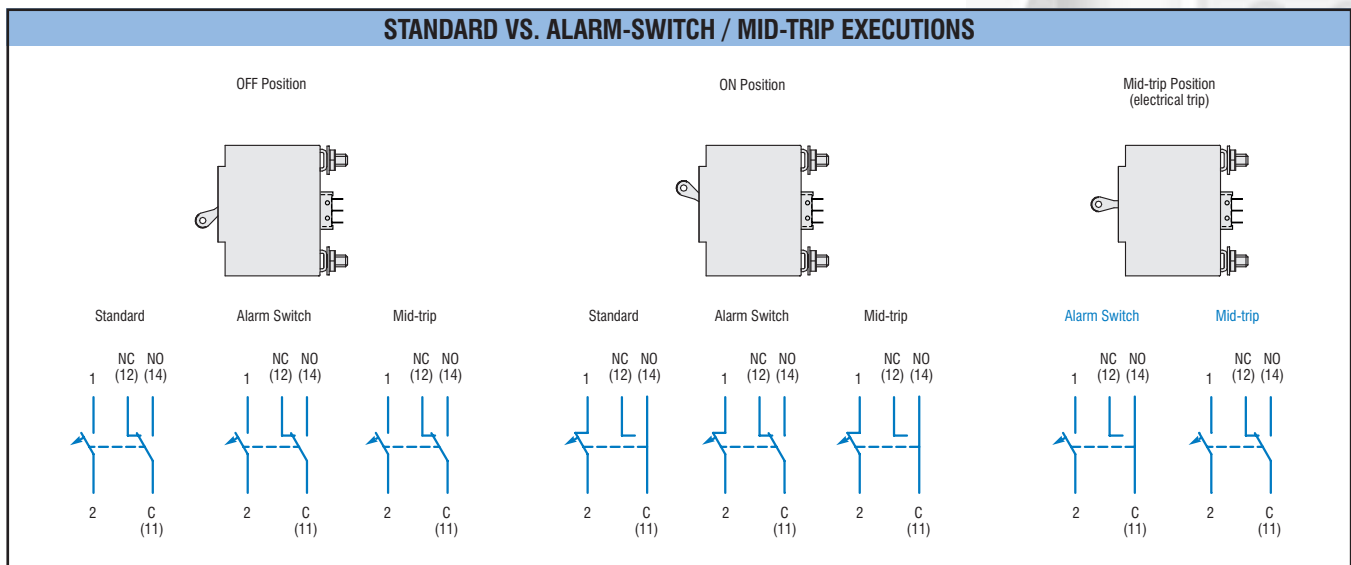 STANDARD VS. ALARM-SWITCH / MID-TRIP EXECUTIONS
OFF Position
ON Position
Mid-trip Position
(electrical trip)
Standard Alarm Switch Mid-trip
Standard Alarm Switch Mid-trip
Alarm Switch Mid-trip
1 NC (12) NO (14)
1 NC (12) NO (14)
1 NC (12) NO (14)
1 NC (12) NO (14)
1 NC (12) NO (14)
1 NC (12) NO (14)
1 NC (12) NO (14)
1 NC (12) NO (14)
2 C (11)
2 C (11)
2 C (11)
2 C (11)
2 C (11)
2 C (11)
2 C (11)
2 C (11)